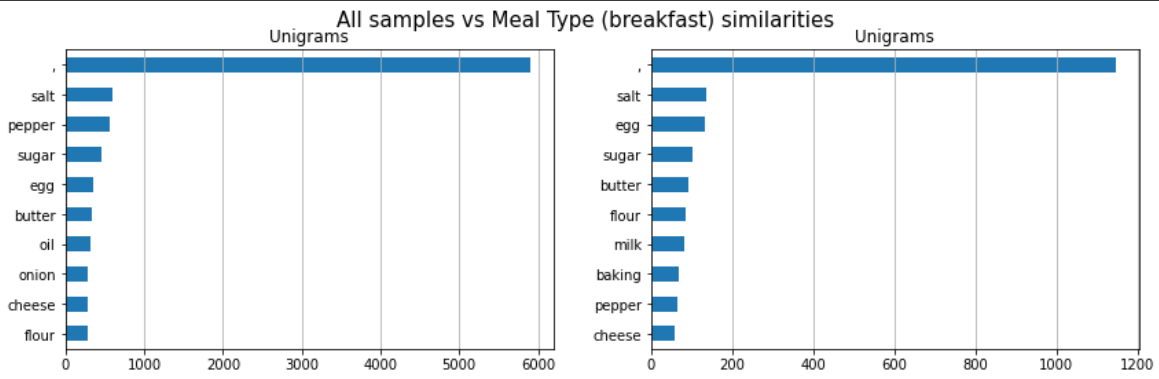 All samples vs Meal Type (breakfast) similarities
Unigrams
,
salt
pepper
sugar
egg
butter
oil
onion
cheese
flour
0 1000 2000 3000 4000 5000 6000
Unigrams
,
salt
egg
sugar
butter
flour
milk
baking
pepper
cheese
0 200 400 600 800 1000 1200